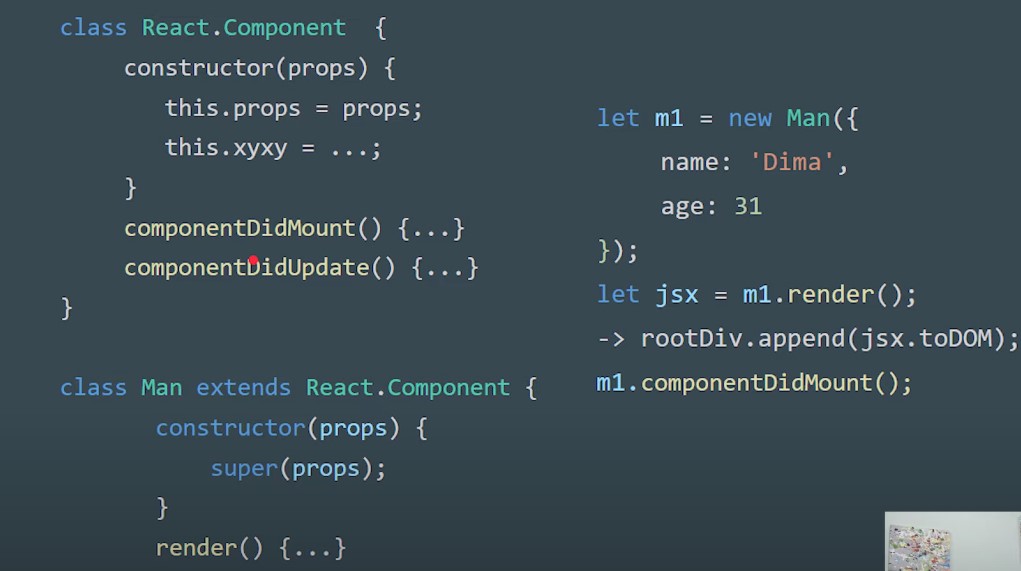 class React.Component {
constructor(props) {
this.props = props;
this.xyxy = ...;
}
componentDidMount() {...}
componentDidUpdate() {...}
}
class Man extends React.Component {
constructor(props) {
super(props);
}
render() {...}
let m1 = new Man({
name: 'Dima',
age: 31
});
let jsx = m1.render();
-> rootDiv.append(jsx.toDOM);
m1.componentDidMount();